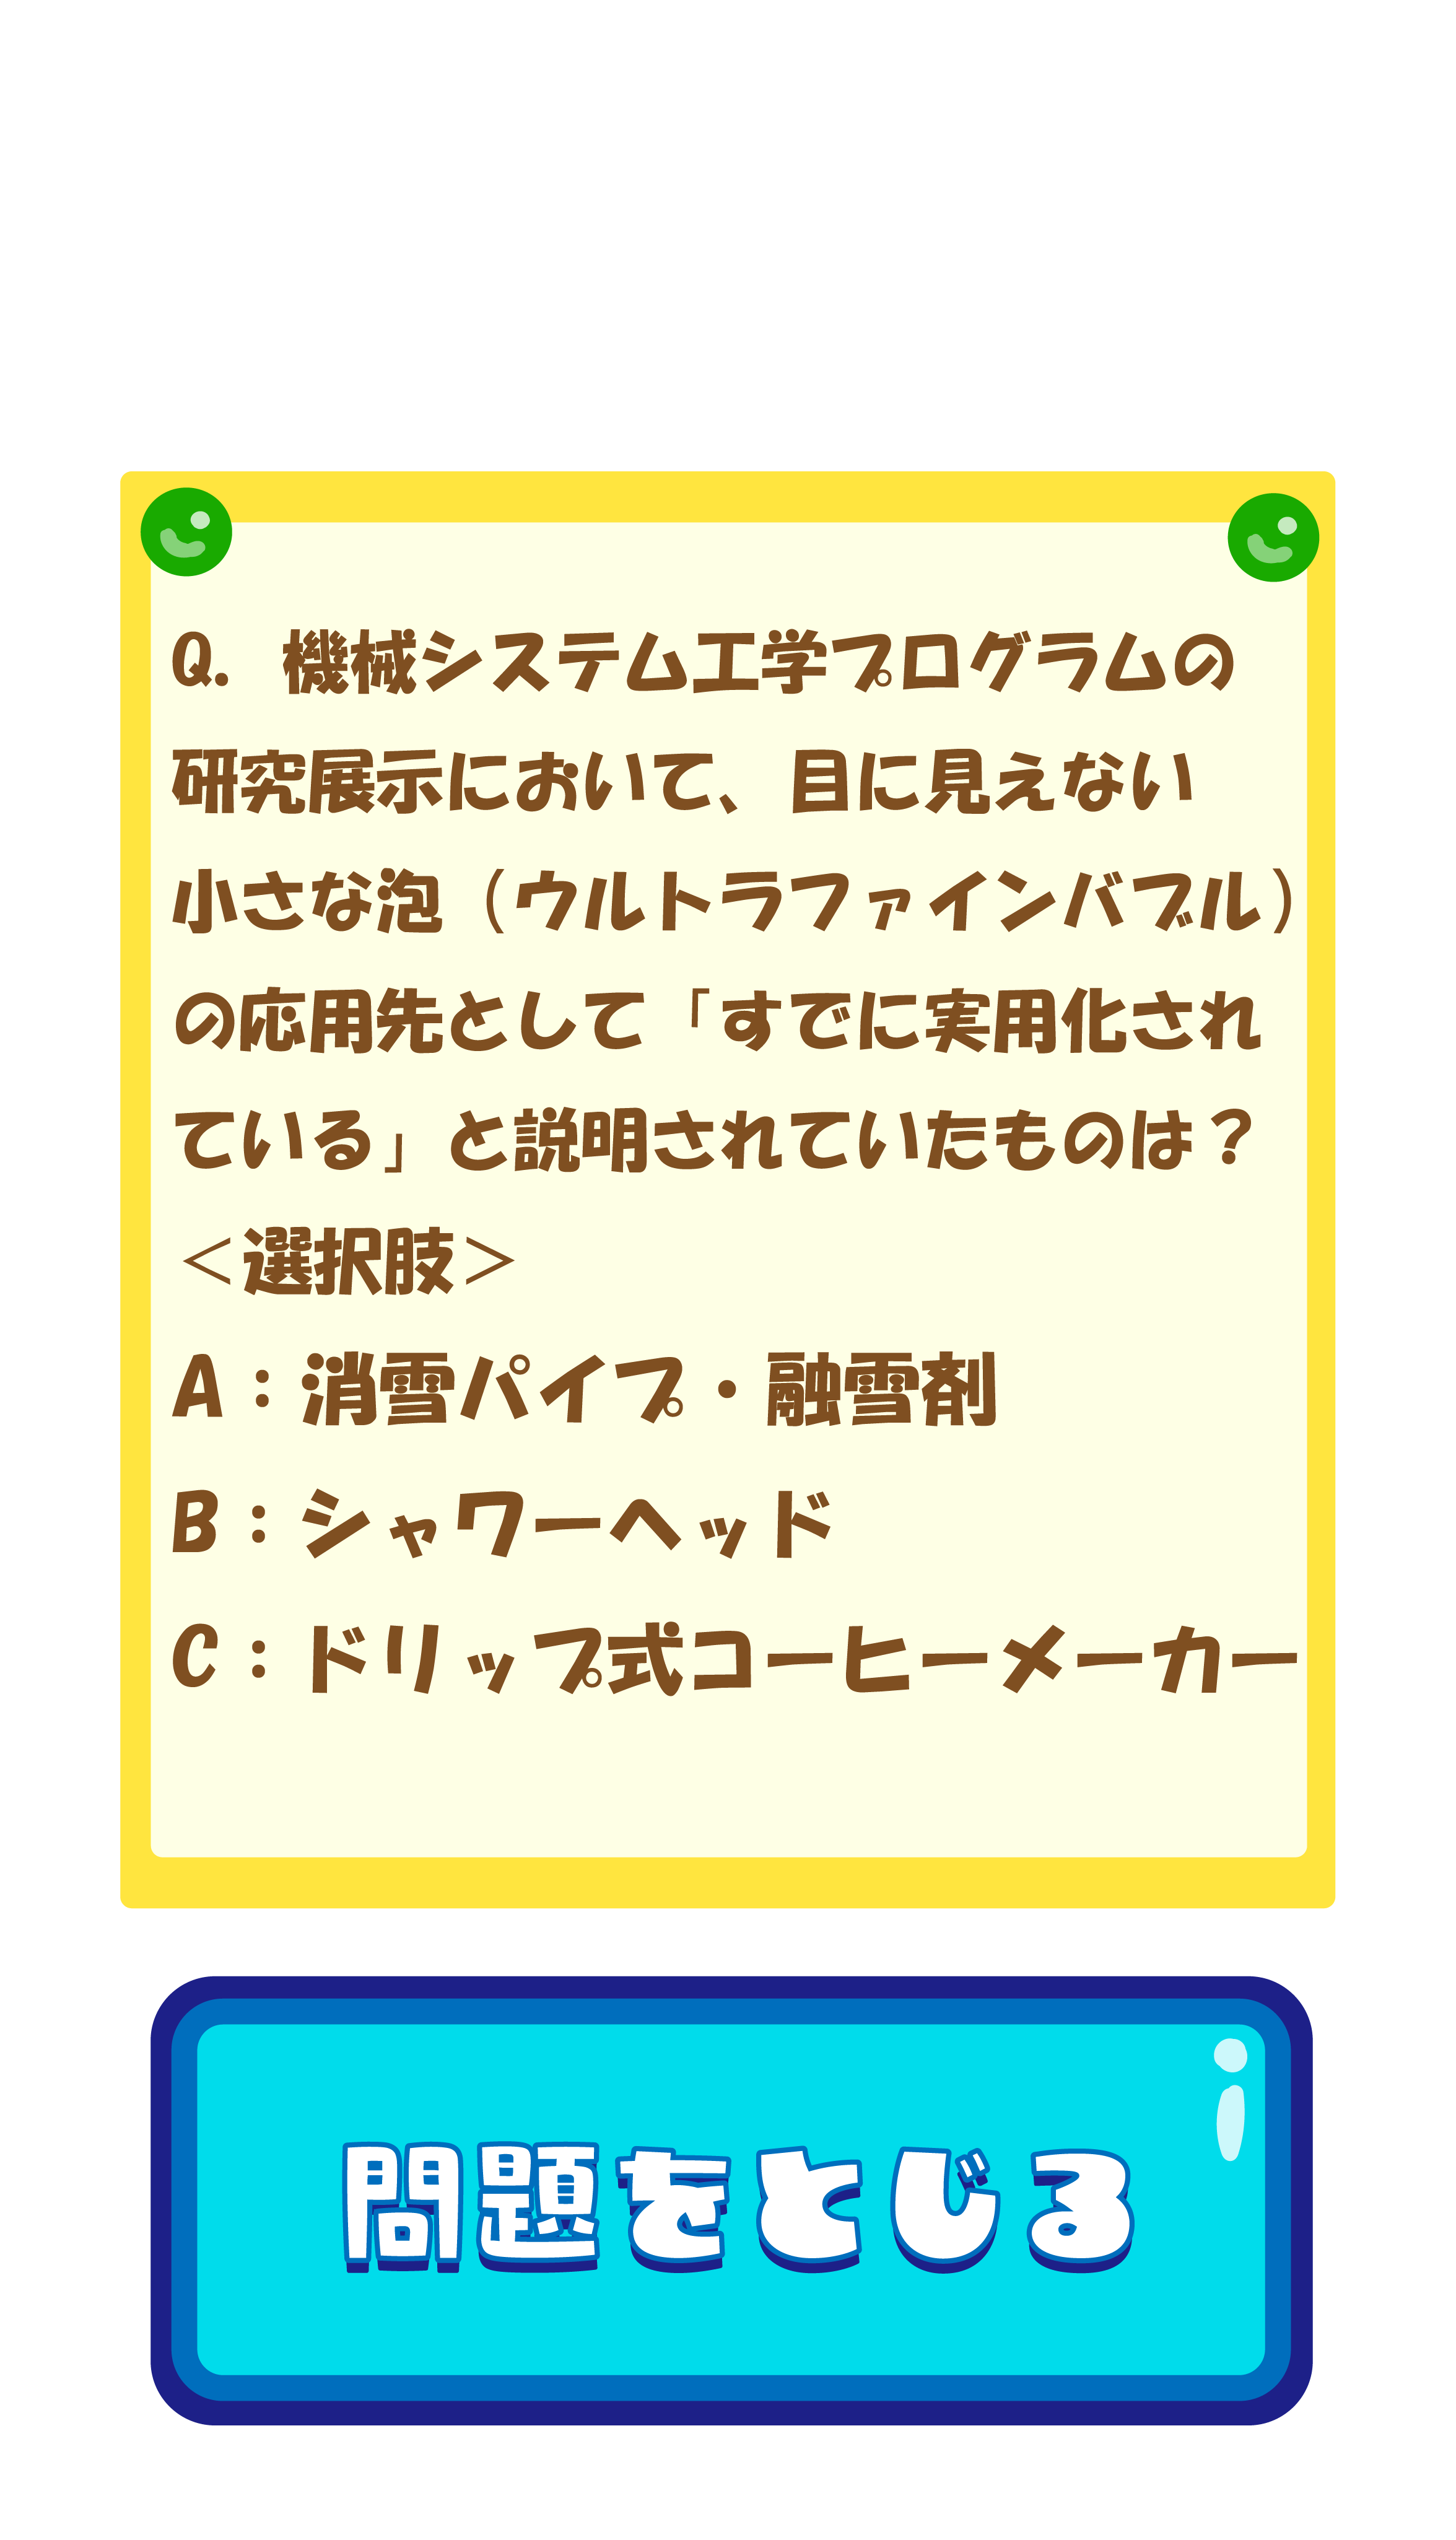 Q. 機械システム工学プログラムの
研究展示において、目に見えない
小さな泡（ウルトラファインバブル）
の応用先として「すでに実用化され
ている」と説明されていたものは？
＜選択肢＞
A：消雪パイプ・融雪剤
B：シャワーヘッド
C：ドリップ式コーヒーメーカー
問題をとじる